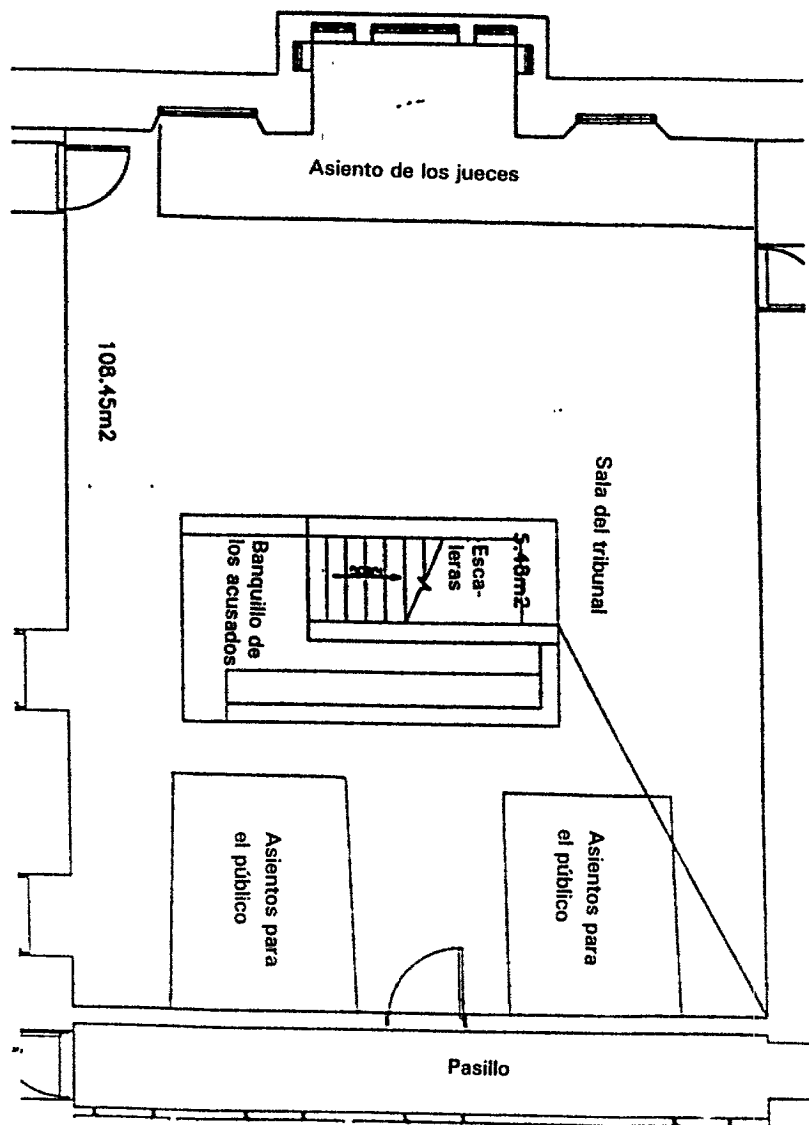 Asiento de los jueces
108.45m2
Sala del tribunal
5.48m2
Esca-
leras
Banquillo de
los acusados
Asientos para
el público
Asientos para
el público
Pasillo